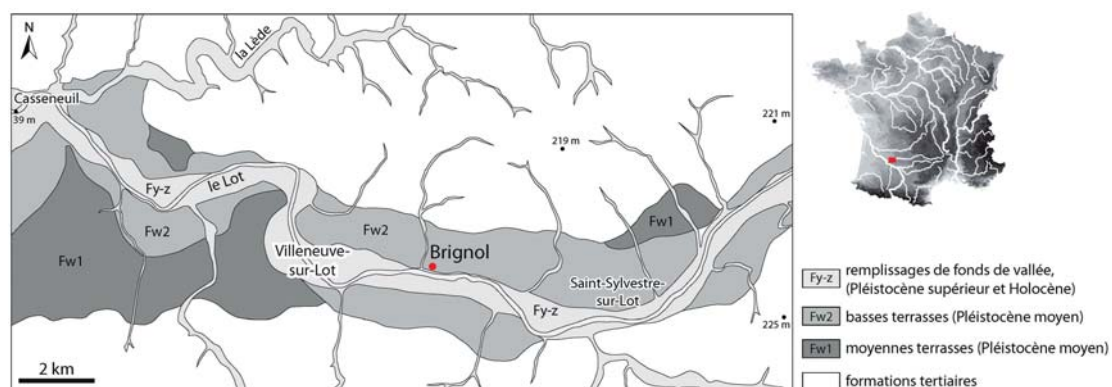 N
la Lède
Casseneuil
39 m
221 m
219 m
Fy-z
le Lot
Fw1
Fw2
Fw2
Brignol
Fw1
Villeneuve-
sur-Lot
Saint-Sylvestre-
sur-Lot
Fy-z
225 m
2 km
Fy-z remplissages de fonds de vallée,
(Pléistocène supérieur et Holocène)
Fw2 basses terrasses (Pléistocène moyen)
Fw1 moyennes terrasses (Pléistocène moyen)
formations tertiaires